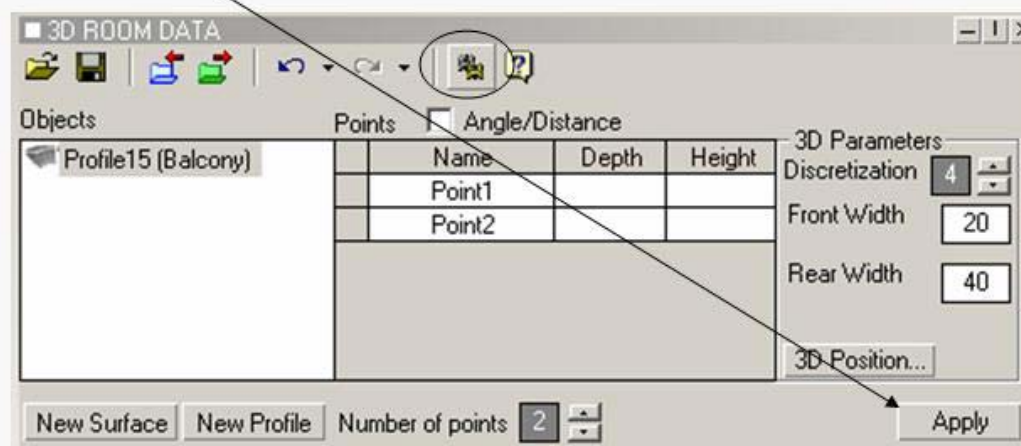 3D ROOM DATA
Objects
Points Angle/Distance
Profile15 (Balcony)
Name Depth Height
Point1
Point2
3D Parameters
Discretization 4
Front Width 20
Rear Width 40
3D Position...
New Surface New Profile Number of points 2 Apply